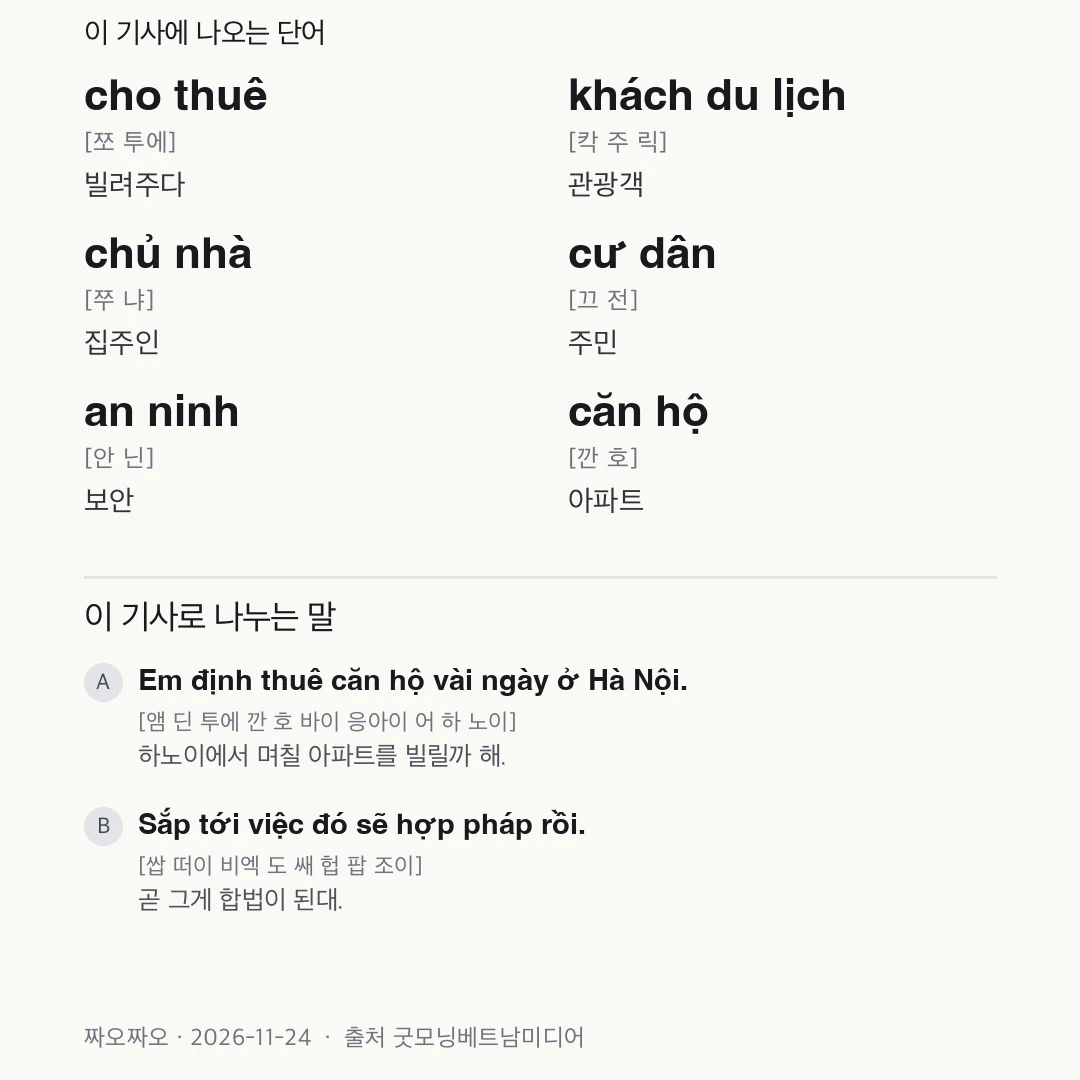 이 기사에 나오는 단어
cho thuê
[쪼 투에]
빌려주다
khách du lịch
[칵 주 릭]
관광객
chủ nhà
[쭈 냐]
집주인
cư dân
[끄 전]
주민
an ninh
[안 닌]
보안
căn hộ
[깐 호]
아파트
이 기사로 나누는 말
A
Em định thuê căn hộ vài ngày ở Hà Nội.
[앰 딘 투에 깐 호 바이 응아이 어 하 노이]
하노이에서 며칠 아파트를 빌릴까 해.
B
Sắp tới việc đó sẽ hợp pháp rồi.
[쌉 떠이 비엑 도 쌔 헙 팝 조이]
곧 그게 합법이 된대.
짜오짜오 · 2026-11-24 · 출처 굿모닝베트남미디어